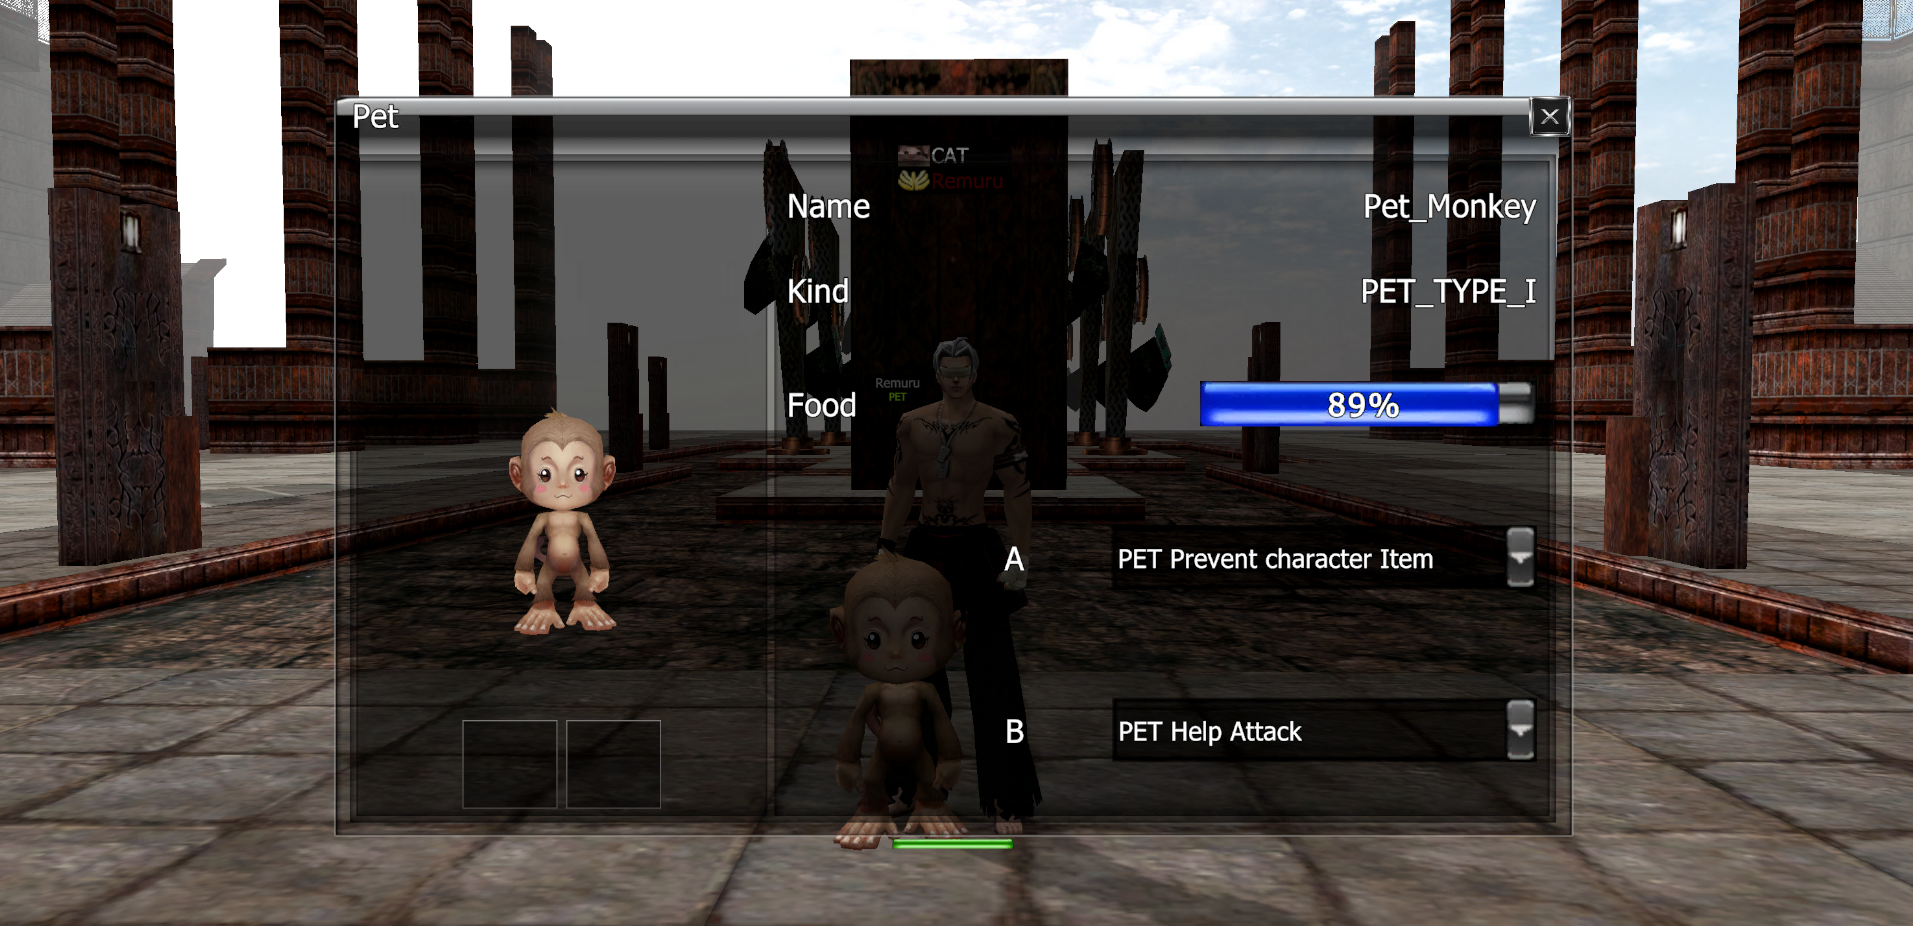 Pet
CAT
Remuru
Name Pet_Monkey
Kind PET_TYPE_I
Remuru
PET
Food 89%
A PET Prevent character Item
B PET Help Attack